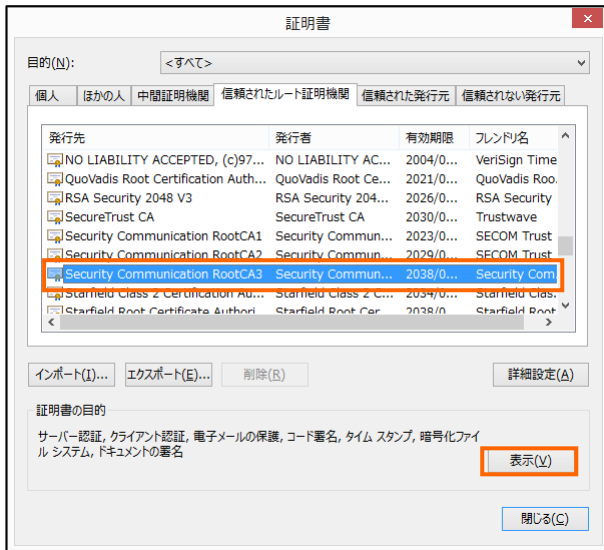 証明書
目的(N): <すべて>
個人 ほかの人 中間証明機関 信頼されたルート証明機関 信頼された発行元 信頼されない発行元
発行先 発行者 有効期限 フレンドリ名
NO LIABILITY ACCEPTED, (c)97... NO LIABILITY AC... 2004/0... VeriSign Time
QuoVadis Root Certification Auth... QuoVadis Root Ce... 2021/0... QuoVadis Roo.
RSA Security 2048 V3 RSA Security 204... 2026/0... RSA Security
SecureTrust CA SecureTrust CA 2030/0... Trustwave
Security Communication RootCA1 Security Commun... 2023/0... SECOM Trust
Security Communication RootCA2 Security Commun... 2029/0... SECOM Trust
Security Communication RootCA3 Security Commun... 2038/0... Security Com.
Starfield Class 2 Certification Au... Starfield Class 2 C... 2034/0... Starfield Clas.
Starfield Root Certificate Authori... Starfield Root Cer... 2038/0... Starfield Root
インポート(I)... エクスポート(E)... 削除(R) 詳細設定(A)
証明書の目的
サーバー認証, クライアント認証, 電子メールの保護, コード署名, タイム スタンプ, 暗号化ファイ
ル システム, ドキュメントの署名
表示(V)
閉じる(C)